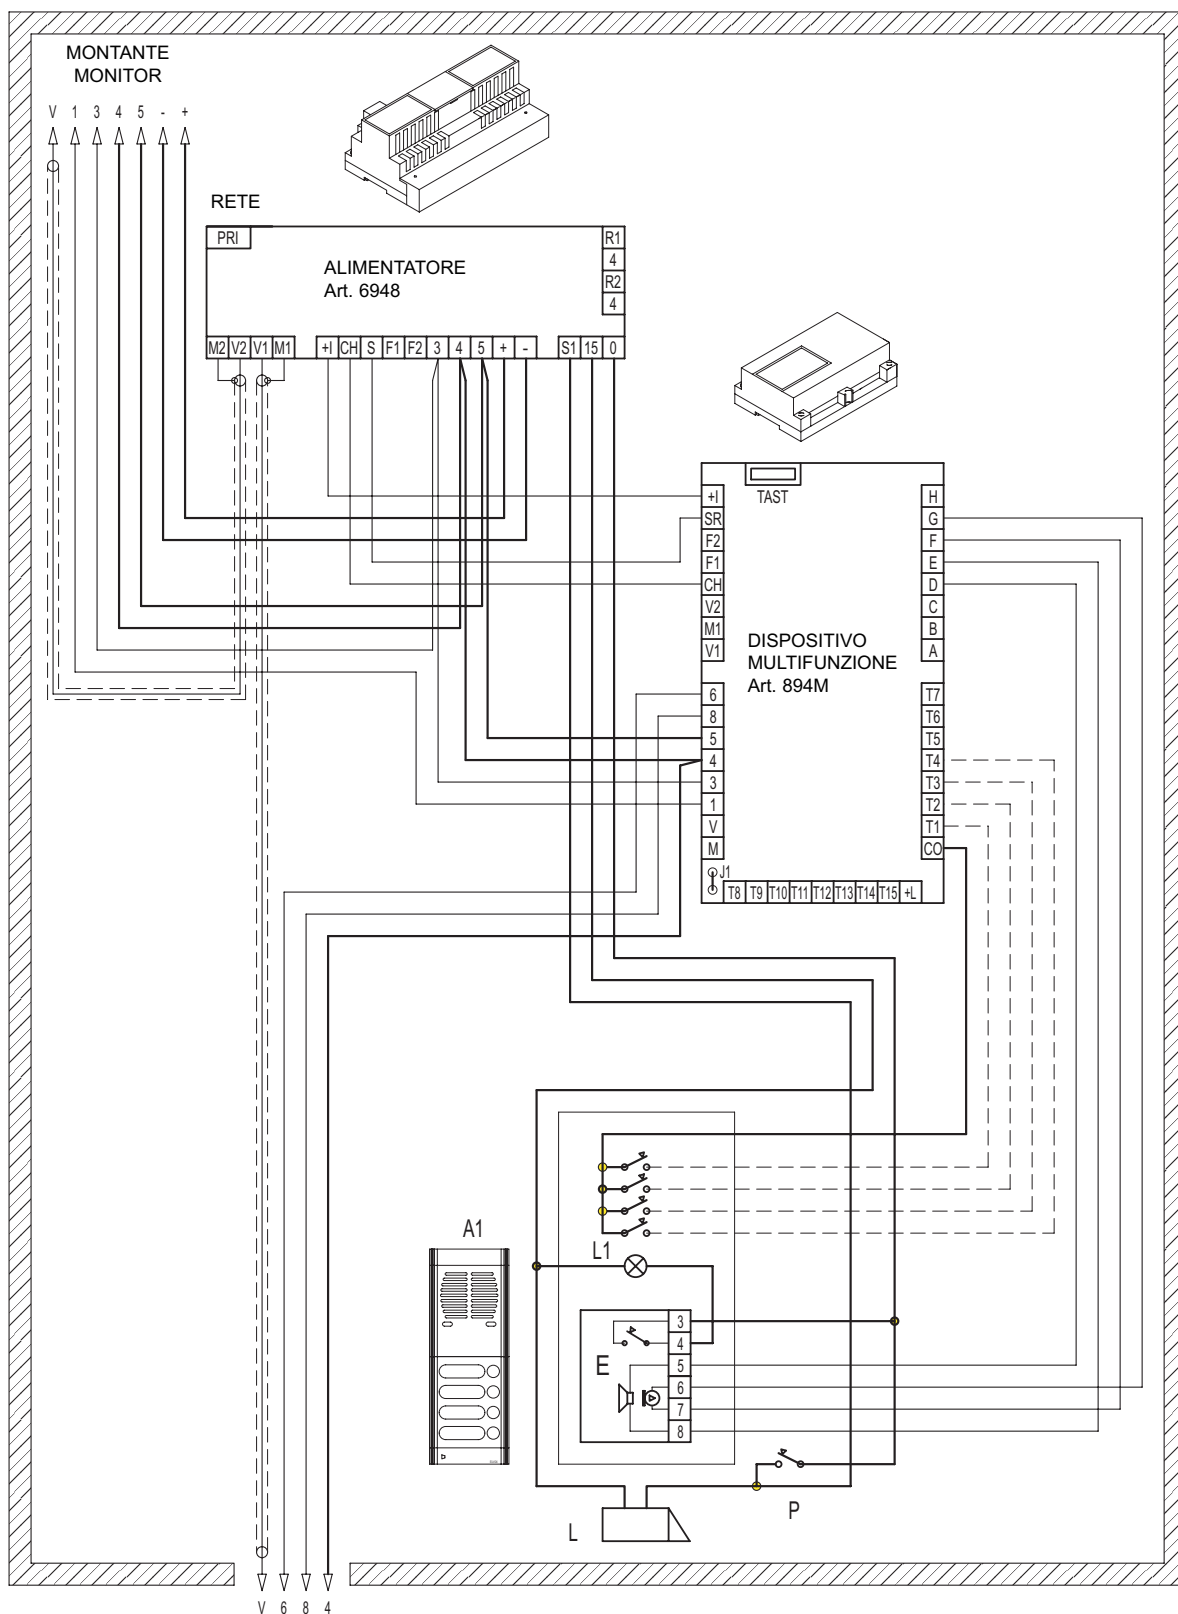 MONTANTE
MONITOR
V 1 3 4 5 - +
RETE
PRI
R1
4
R2
4
ALIMENTATORE
Art. 6948
M2 V2 V1 M1 +I CH S F1 F2 3 4 5 + - S1 15 0
TAST
+I
SR
F2
F1
CH
V2
M1
V1
6
8
5
4
3
1
V
M
J1
DISPOSITIVO
MULTIFUNZIONE
Art. 894M
H
G
F
E
D
C
B
A
T7
T6
T5
T4
T3
T2
T1
CO
T8 T9 T10 T11 T12 T13 T14 T15 +L
A1
L1
E
3
4
5
6
7
8
P
L
V 6 8 4